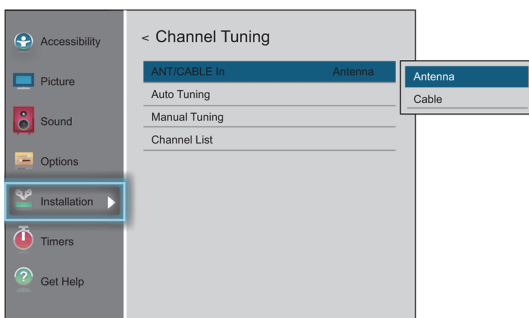 Accessibility
Picture
Sound
Options
Installation
Timers
Get Help
< Channel Tuning
ANT/CABLE In Antenna
Auto Tuning
Manual Tuning
Channel List
Antenna
Cable